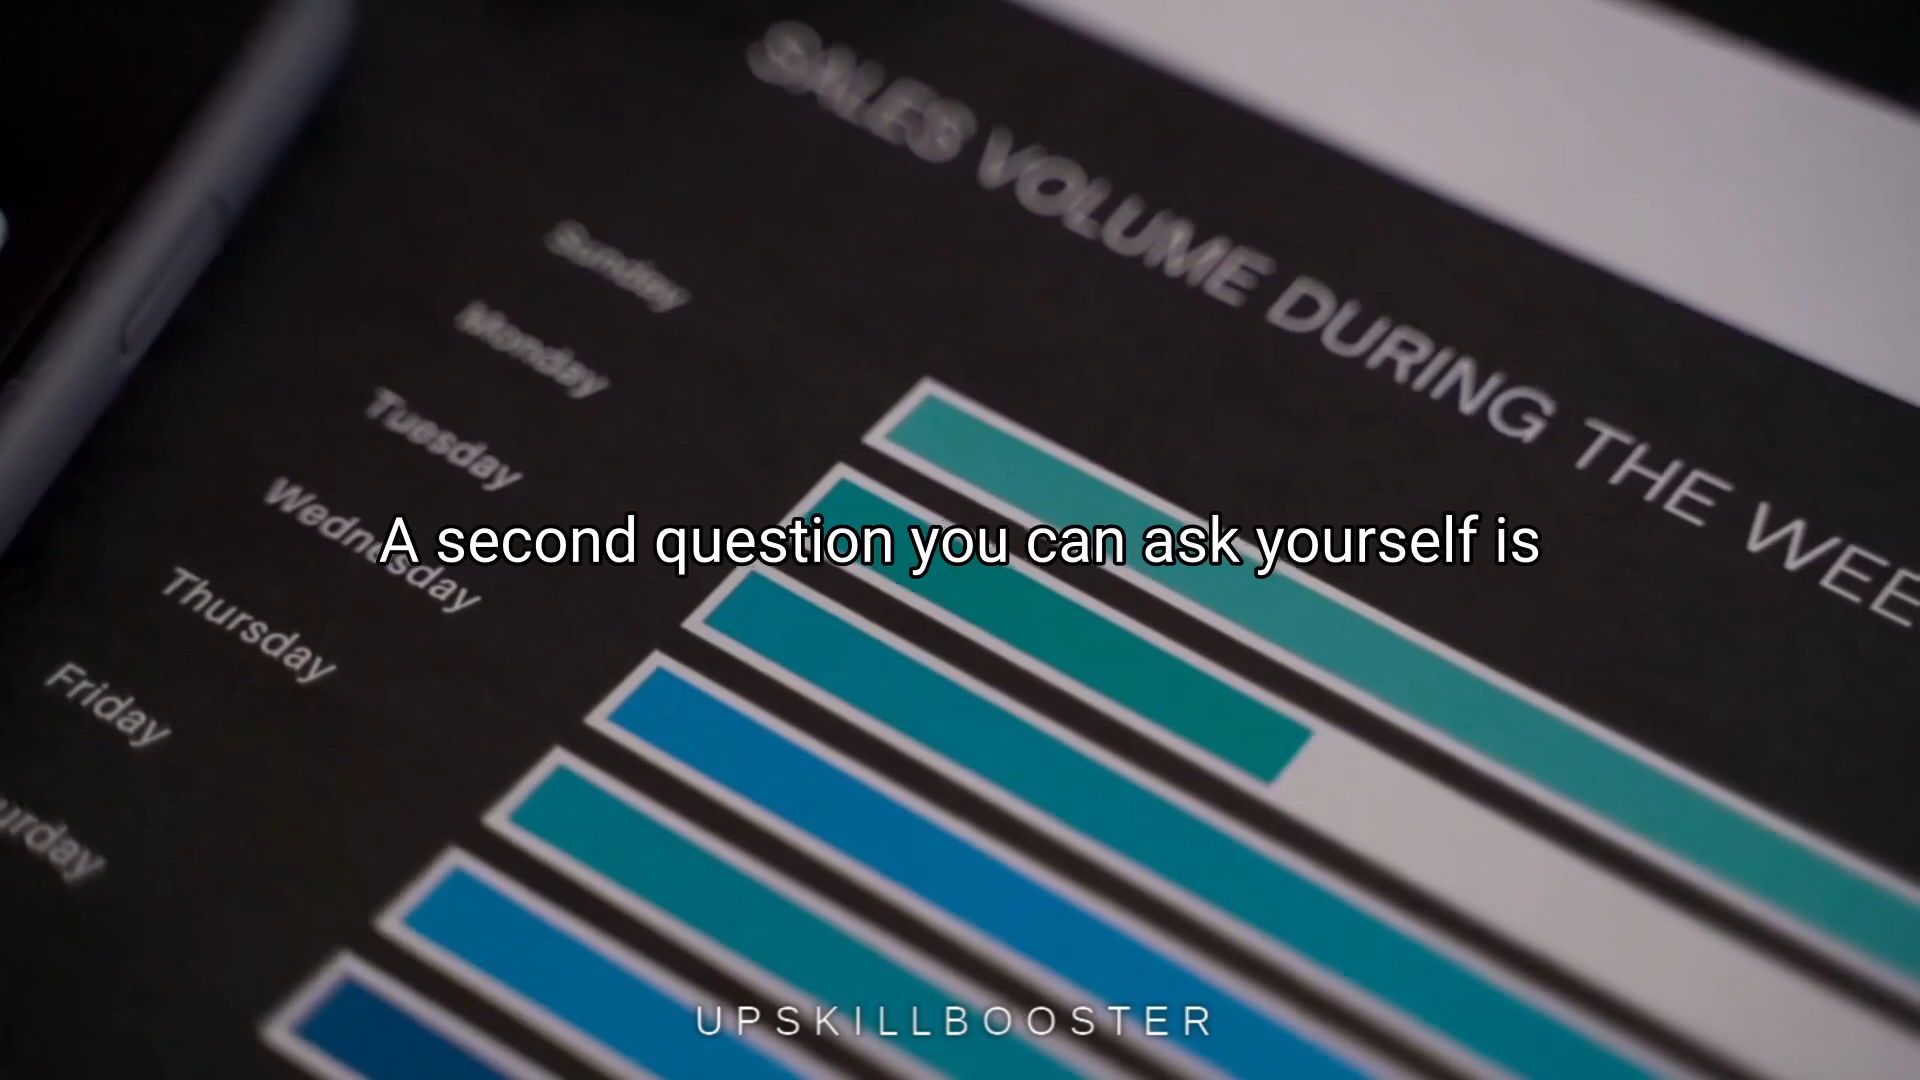 SALES VOLUME DURING THE WEE
Sunday
Monday
Tuesday
Wednesday
Thursday
Friday
urday
A second question you can ask yourself is
UPSKILLBOOSTER